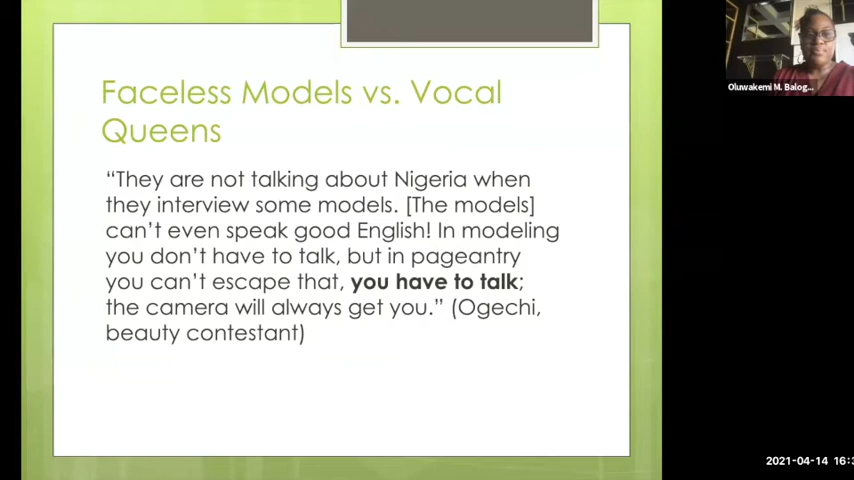 Faceless Models vs. Vocal
Queens
“They are not talking about Nigeria when
they interview some models. [The models]
can’t even speak good English! In modeling
you don’t have to talk, but in pageantry
you can’t escape that, you have to talk;
the camera will always get you.” (Ogechi,
beauty contestant)
Oluwakemi M. Balog...
2021-04-14 16:3